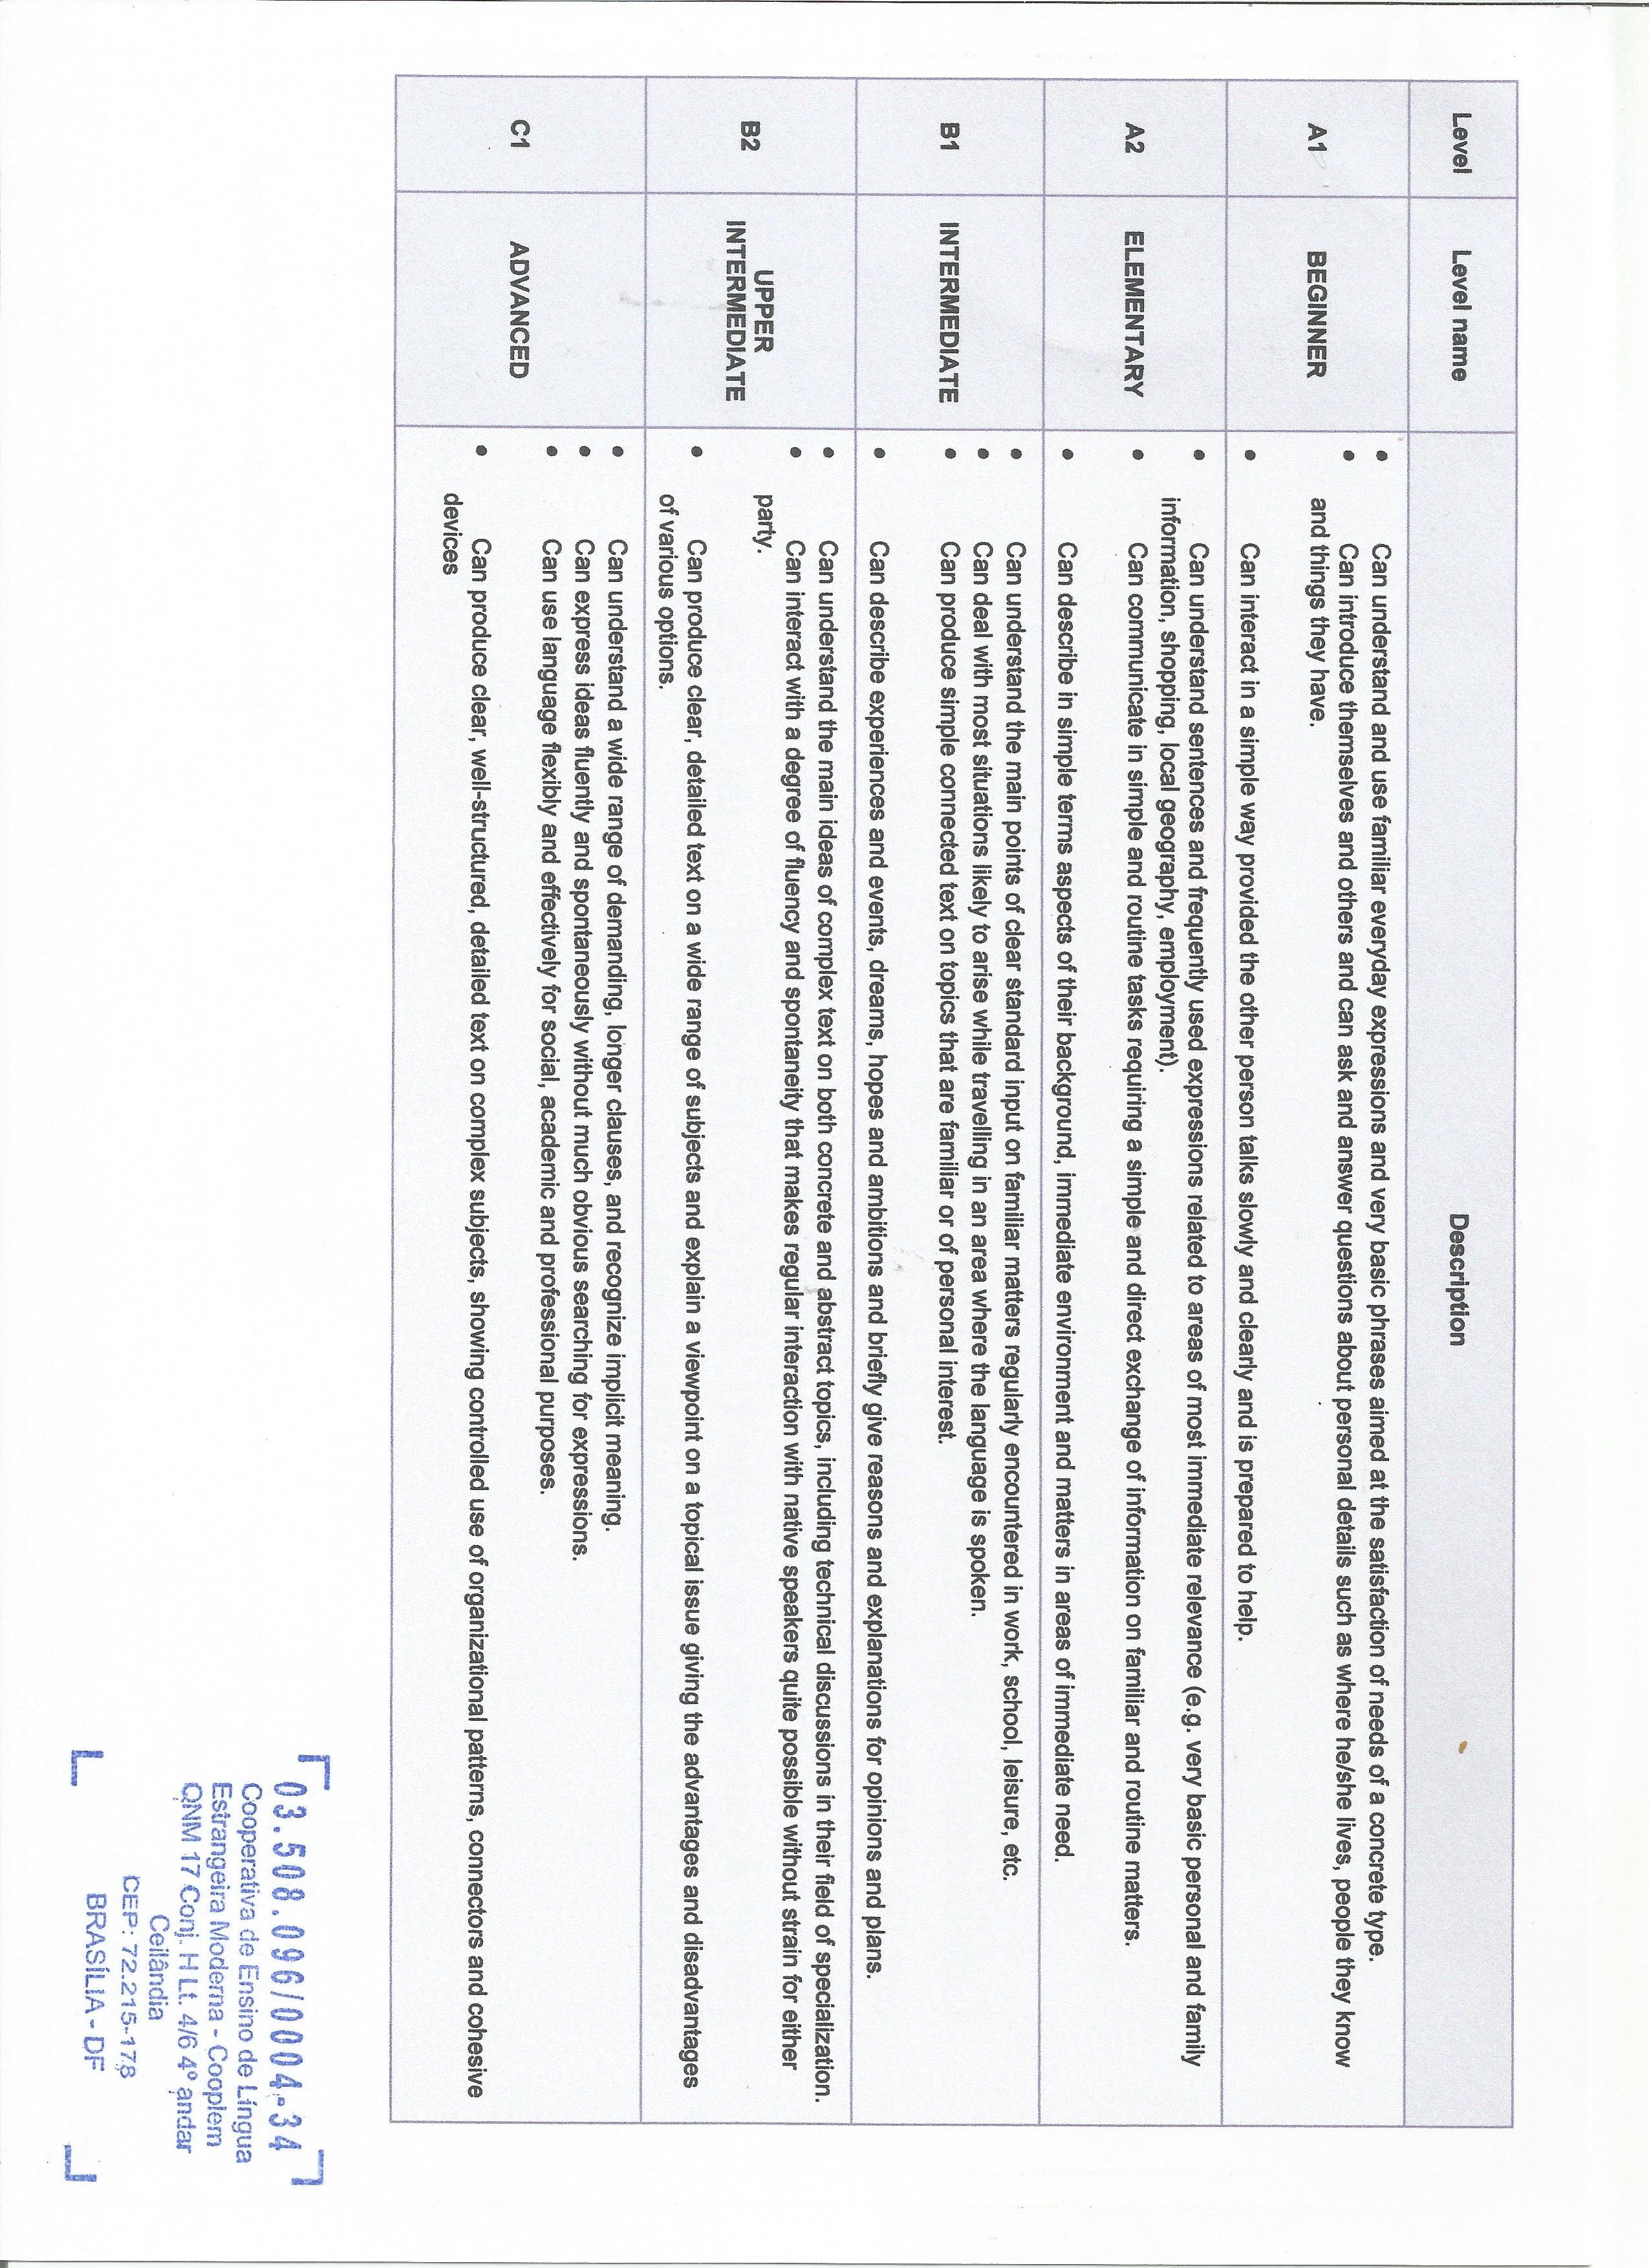 Level Level name Description
Can understand and use familiar everyday expressions and very basic phrases aimed at the satisfaction of needs of a concrete type.
Can introduce themselves and others and can ask and answer questions about personal details such as where he/she lives, people they know
and things they have.
A1 BEGINNER
Can interact in a simple way provided the other person talks slowly and clearly and is prepared to help.
Can understand sentences and frequently used expressions related to areas of most immediate relevance (e.g. very basic personal and family
information, shopping, local geography, employment).
A2 ELEMENTARY
Can communicate in simple and routine tasks requiring a simple and direct exchange of information on familiar and routine matters.
Can describe in simple terms aspects of their background, immediate environment and matters in areas of immediate need.
Can understand the main points of clear standard input on familiar matters regularly encountered in work, school, leisure, etc.
Can deal with most situations likely to arise while travelling in an area where the language is spoken.
B1 INTERMEDIATE
Can produce simple connected text on topics that are familiar or of personal interest.
Can describe experiences and events, dreams, hopes and ambitions and briefly give reasons and explanations for opinions and plans.
Can understand the main ideas of complex text on both concrete and abstract topics, including technical discussions in their field of specialization.
Can interact with a degree of fluency and spontaneity that makes regular interaction with native speakers quite possible without strain for either
party.
B2 UPPER
INTERMEDIATE
Can produce clear, detailed text on a wide range of subjects and explain a viewpoint on a topical issue giving the advantages and disadvantages
of various options.
Can understand a wide range of demanding, longer clauses, and recognize implicit meaning.
Can express ideas fluently and spontaneously without much obvious searching for expressions.
Can use language flexibly and effectively for social, academic and professional purposes.
C1 ADVANCED
Can produce clear, well-structured, detailed text on complex subjects, showing controlled use of organizational patterns, connectors and cohesive
devices
03.508.096/0004-34
Cooperativa de Ensino de Língua
Estrangeira Moderna - Cooplem
QNM 17 Conj. H Lt. 4/6 4º andar
Ceilândia
CEP: 72.215-178
BRASÍLIA - DF